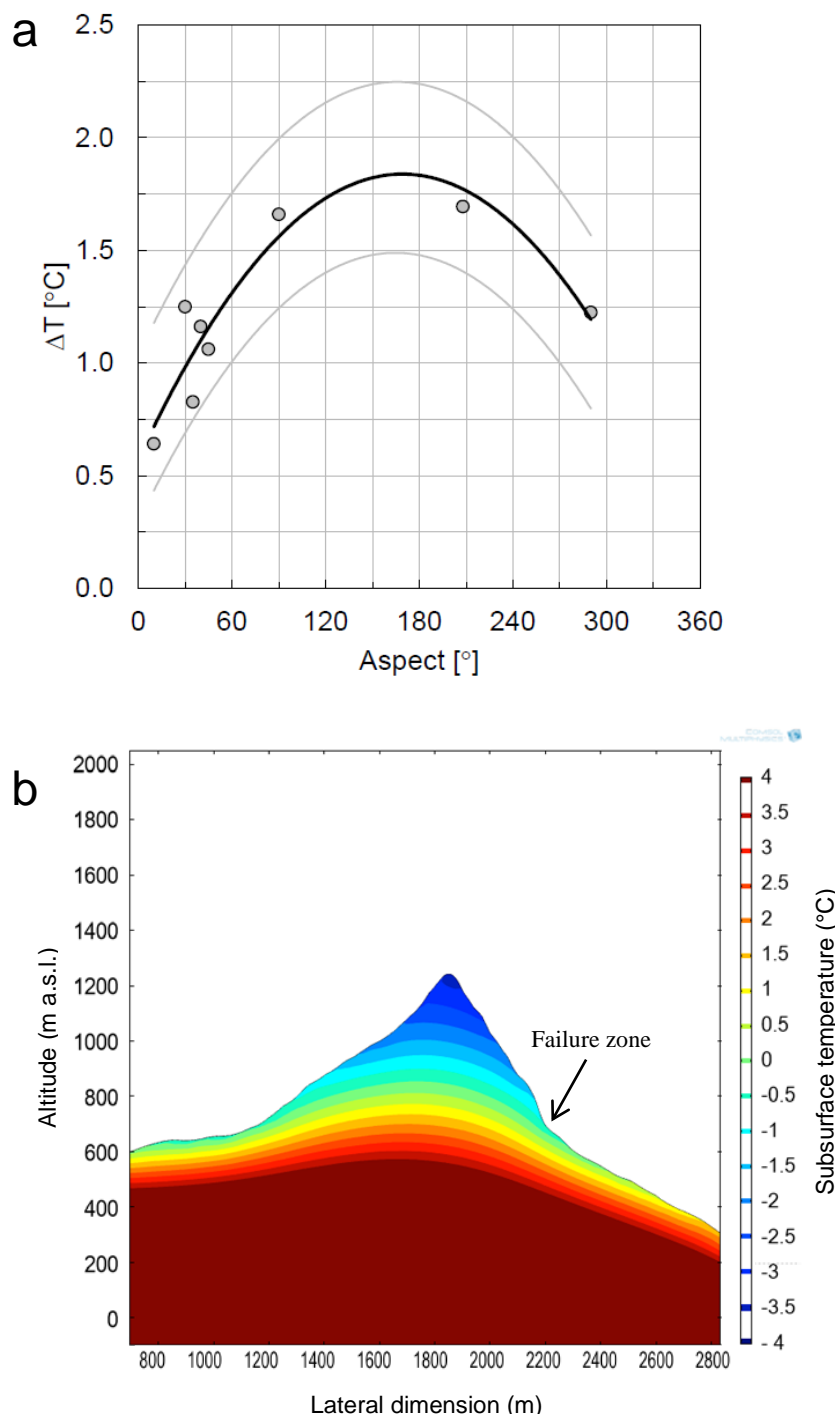 a
2.5
2.0
1.5
1.0
0.5
0.0
ΔT [°C]
0 60 120 180 240 300 360
Aspect [°]
COMSOL
MULTIPHYSICS
b
2000
1800
1600
1400
1200
1000
800
600
400
200
0
Altitude (m a.s.l.)
Failure zone
4
3.5
3
2.5
2
1.5
1
0.5
0
-0.5
-1
-1.5
-2
-2.5
-3
-3.5
-4
Subsurface temperature (°C)
800 1000 1200 1400 1600 1800 2000 2200 2400 2600 2800
Lateral dimension (m)